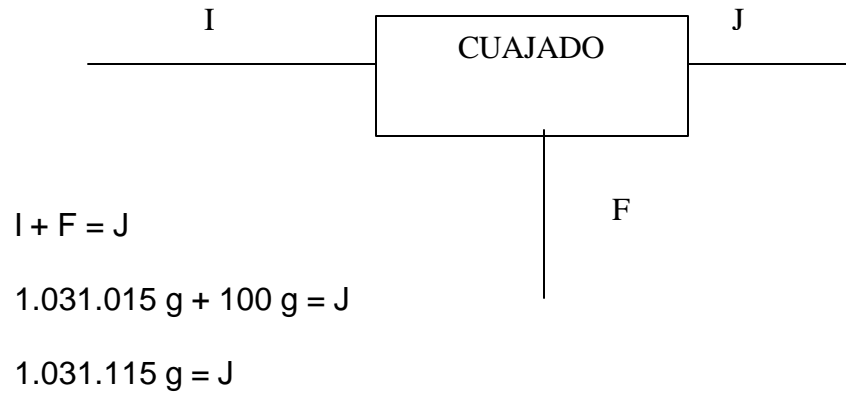 I
CUAJADO
J
F
I + F = J
1.031.015 g + 100 g = J
1.031.115 g = J